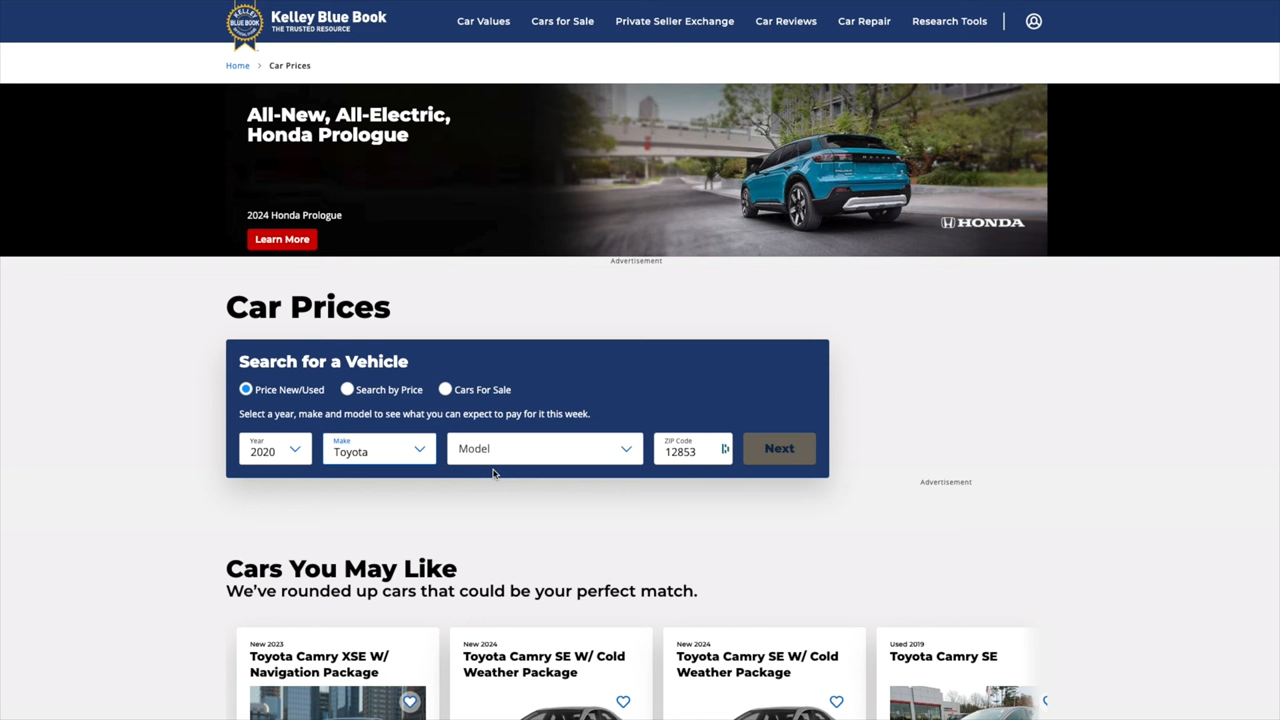 Kelley Blue Book
THE TRUSTED RESOURCE
Car Values
Cars for Sale
Private Seller Exchange
Car Reviews
Car Repair
Research Tools
Home > Car Prices
All-New, All-Electric,
Honda Prologue
2024 Honda Prologue
Learn More
HONDA
Advertisement
Car Prices
Search for a Vehicle
Price New/Used
Search by Price
Cars For Sale
Select a year, make and model to see what you can expect to pay for it this week.
Year
2020
Make
Toyota
Model
ZIP Code
12853
Next
Advertisement
Cars You May Like
We've rounded up cars that could be your perfect match.
New 2023
Toyota Camry XSE W/
Navigation Package
New 2024
Toyota Camry SE W/ Cold
Weather Package
New 2024
Toyota Camry SE W/ Cold
Weather Package
Used 2019
Toyota Camry SE